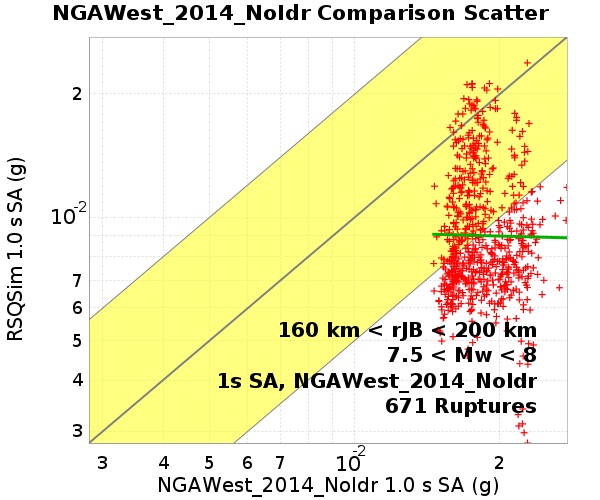 NGAWest_2014_NoIdr Comparison Scatter
RSQSim 1.0 s SA (g)
2
10-2
7
6
5
4
3
160 km < rJB < 200 km
7.5 < Mw < 8
1s SA, NGAWest_2014_NoIdr
671 Ruptures
3 4 5 6 7 10-2 2
NGAWest_2014_NoIdr 1.0 s SA (g)